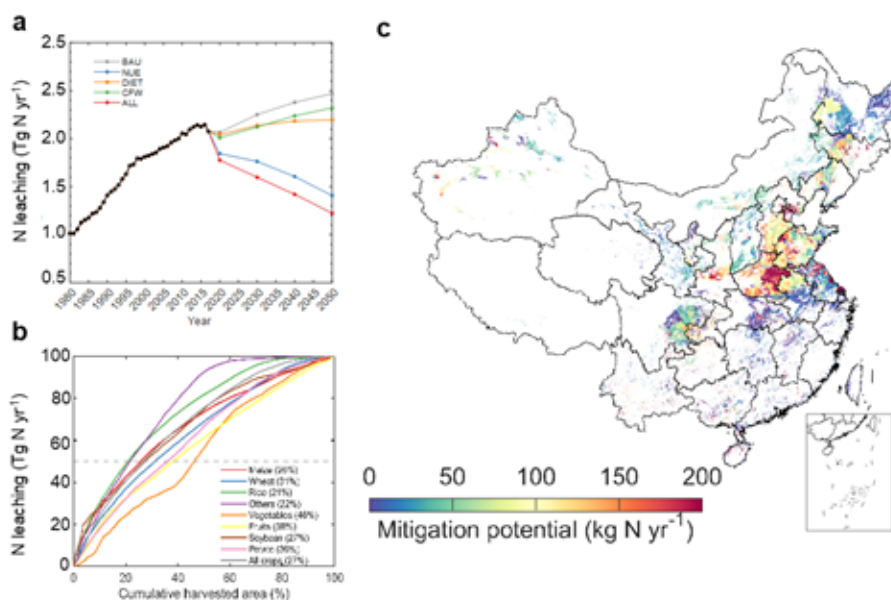 a
2.5
2.5
2.0
1.5
1.0
0.5
N leaching (Tg N yr⁻¹)
BAU
NUE
DIET
CFW
ALL
1980
1985
1990
1995
2000
2005
2010
2015
2020
2025
2030
2035
2040
2045
2050
Year
b
100
80
60
40
20
0
N leaching (Tg N yr⁻¹)
Wheat (31%)
Rice (21%)
Others (22%)
Vegetables (46%)
Fruits (38%)
Soybean (27%)
All crops (27%)
0
20
40
60
80
100
Cumulative harvested area (%)
c
0
50
100
150
200
Mitigation potential (kg N yr⁻¹)